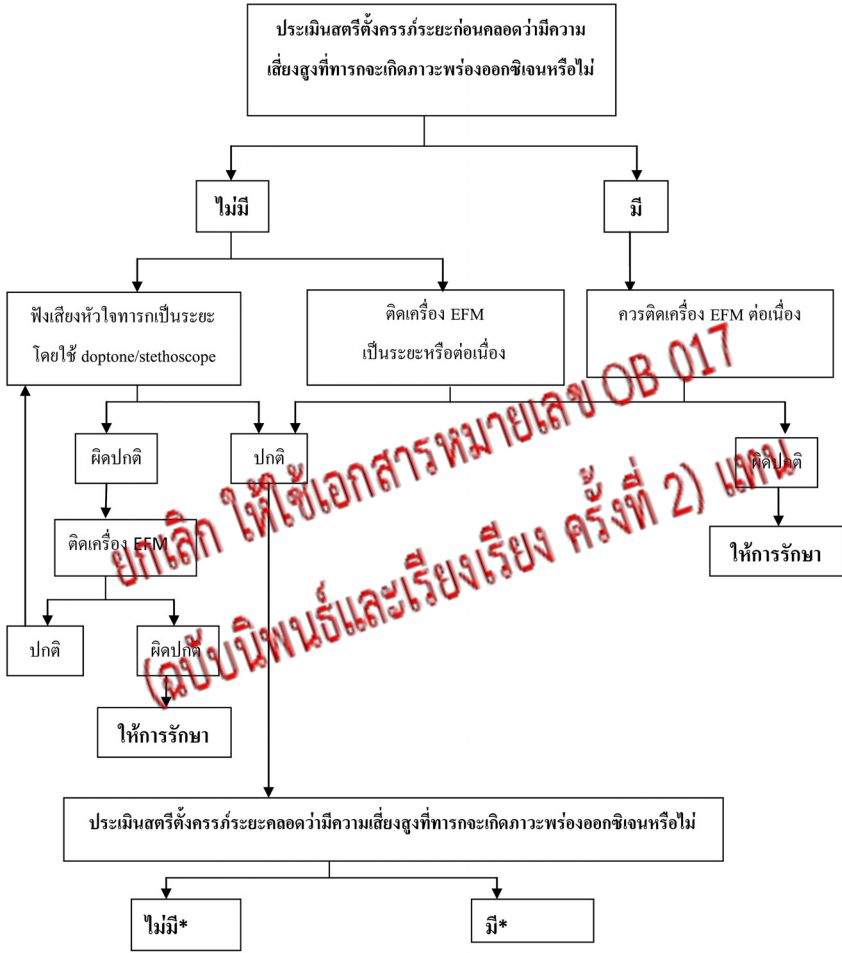 ประเมินสตรีตั้งครรภ์ระยะก่อนคลอดว่ามีความ
เสี่ยงสูงที่ทารกจะเกิดภาวะพร่องออกซิเจนหรือไม่
ไม่มี
มี
ฟังเสียงหัวใจทารกเป็นระยะ
โดยใช้ doptone/stethoscope
ติดเครื่อง EFM
เป็นระยะหรือต่อเนื่อง
ควรติดเครื่อง EFM ต่อเนื่อง
ผิดปกติ
ปกติ
ผิดปกติ
ติดเครื่อง EFM
ให้การรักษา
ปกติ
ผิดปกติ
ให้การรักษา
ยกเลิก ให้ใช้เอกสารหมายเลข OB 017
(ฉบับนิพนธ์และเรียงเรียง ครั้งที่ 2) แทน
ประเมินสตรีตั้งครรภ์ระยะคลอดว่ามีความเสี่ยงสูงที่ทารกจะเกิดภาวะพร่องออกซิเจนหรือไม่
ไม่มี*
มี*